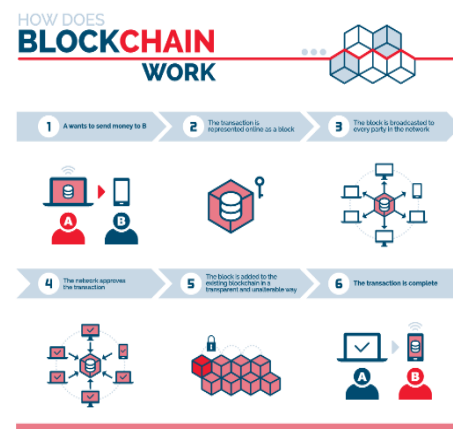 HOW DOES
BLOCKCHAIN
WORK
1 A wants to send money to B
2 The transaction is
represented online as a block
3 The block is broadcasted to
every party in the network
A B
4 The network approves
the transaction
5 The block is added to the
existing blockchain in a
transparent and unalterable way
6 The transaction is complete
A B